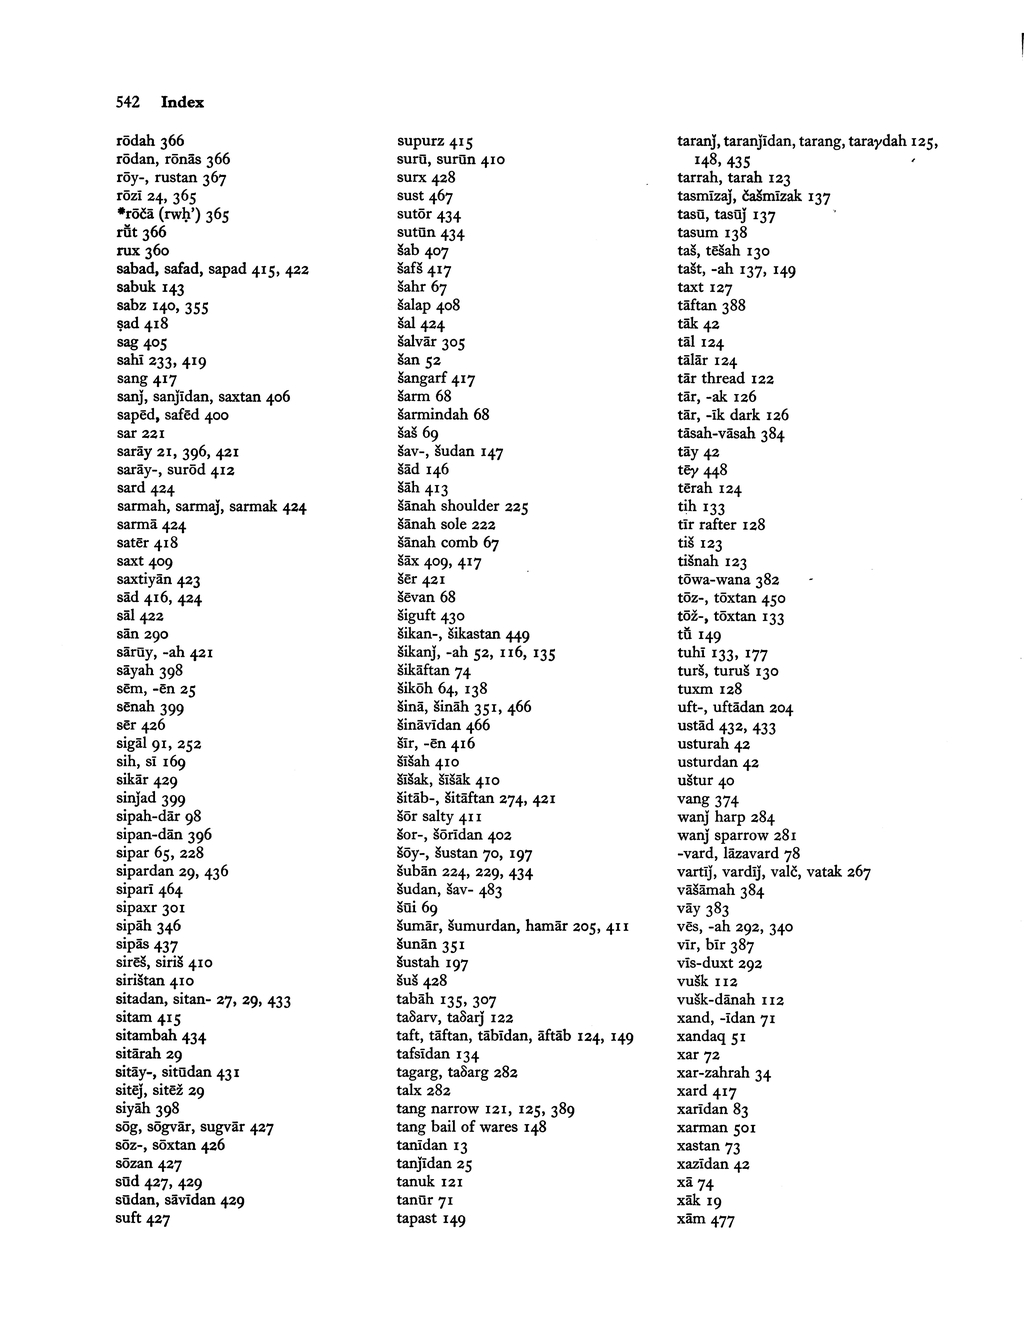 542 Index
rōdah 366
rōdan, rōnās 366
rōy-, rustan 367
rōzī 24, 365
*rōčā (rwḥ’) 365
rū̆t 366
rux 360
sabad, safad, sapad 415, 422
sabuk 143
sabz 140, 355
ṣad 418
sag 405
sahī 233, 419
sang 417
sanǰ, sanǰīdan, saxtan 406
sapēd, safēd 400
sar 221
sarāy 21, 396, 421
sarāy-, surōd 412
sard 424
sarmah, sarmaǰ, sarmak 424
sarmā 424
satēr 418
saxt 409
saxtiyān 423
sād 416, 424
sāl 422
sān 290
sārūy, -ah 421
sāyah 398
sēm, -ēn 25
sēnah 399
sēr 426
sigāl 91, 252
sih, sī 169
sikār 429
sinǰad 399
sipah-dār 98
sipan-dān 396
sipar 65, 228
sipardan 29, 436
siparī 464
sipaxr 301
sipāh 346
sipās 437
sirēš, siriš 410
sirištan 410
sitadan, sitan- 27, 29, 433
sitam 415
sitambah 434
sitārah 29
sitāy-, sitūdan 431
sitēǰ, sitēž 29
siyāh 398
sōg, sōgvār, sugvār 427
sōz-, sōxtan 426
sōzan 427
sūd 427, 429
sūdan, sāvīdan 429
suft 427
supurz 415
surū, surūn 410
surx 428
sust 467
sutōr 434
sutūn 434
šab 407
šafš 417
šahr 67
šalap 408
šal 424
šalvār 305
šan 52
šangarf 417
šarm 68
šarmindah 68
šaš 69
šav-, šudan 147
šād 146
šāh 413
šānah shoulder 225
šānah sole 222
šānah comb 67
šāx 409, 417
šēr 421
šēvan 68
šiguft 430
šikan-, šikastan 449
šikanǰ, -ah 52, 116, 135
šikāftan 74
šikōh 64, 138
šinā, šināh 351, 466
šināvīdan 466
šīr, -ēn 416
šīšah 410
šīšak, šīšāk 410
šitāb-, šitāftan 274, 421
šōr salty 411
šor-, šōrīdan 402
šōy-, šustan 70, 197
šubān 224, 229, 434
šudan, šav- 483
šūi 69
šumār, šumurdan, hamār 205, 411
šunān 351
šustah 197
šuš 428
tabāh 135, 307
taδarv, taδarǰ 122
taft, tāftan, tābīdan, āftāb 124, 149
tafsīdan 134
tagarg, taδarg 282
talx 282
tang narrow 121, 125, 389
tang bail of wares 148
tanīdan 13
tanǰīdan 25
tanuk 121
tanūr 71
tapast 149
taranǰ, taranǰīdan, tarang, taraγdah 125,
148, 435
tarrah, tarah 123
tasmīzaǰ, čašmīzak 137
tasū, tasūǰ 137
tasum 138
taš, tēšah 130
tašt, -ah 137, 149
taxt 127
tāftan 388
tāk 42
tāl 124
tālār 124
tār thread 122
tār, -ak 126
tār, -īk dark 126
tāsah-vāsah 384
tāy 42
tēγ 448
tērah 124
tih 133
tīr rafter 128
tiš 123
tišnah 123
tōwa-wana 382
tōz-, tōxtan 450
tōž-, tōxtan 133
tū̆ 149
tuhī 133, 177
turš, turuš 130
tuxm 128
uft-, uftādan 204
ustād 432, 433
usturah 42
usturdan 42
uštur 40
vang 374
wanǰ harp 284
wanǰ sparrow 281
-vard, lāzavard 78
vartīǰ, vardīǰ, valč, vatak 267
vāšāmah 384
vāy 383
vēs, -ah 292, 340
vīr, bīr 387
vīs-duxt 292
vušk 112
vušk-dānah 112
xand, -īdan 71
xandaq 51
xar 72
xar-zahrah 34
xard 417
xarīdan 83
xarman 501
xastan 73
xazīdan 42
xā 74
xāk 19
xām 477